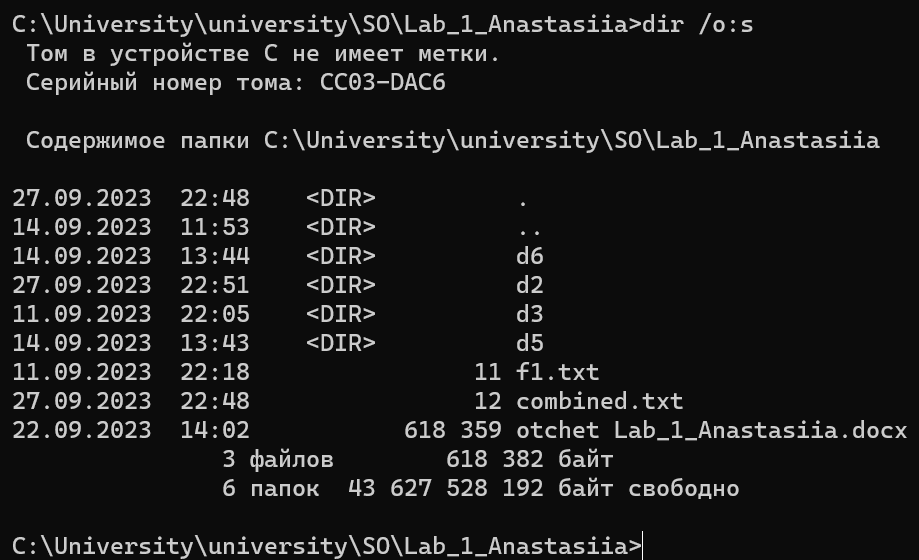 C:\University\university\SO\Lab_1_Anastasiia>dir /o:s
Том в устройстве C не имеет метки.
Серийный номер тома: CC03-DAC6
Содержимое папки C:\University\university\SO\Lab_1_Anastasiia
27.09.2023  22:48    <DIR>          .
14.09.2023  11:53    <DIR>          ..
14.09.2023  13:44    <DIR>          d6
27.09.2023  22:51    <DIR>          d2
11.09.2023  22:05    <DIR>          d3
14.09.2023  13:43    <DIR>          d5
11.09.2023  22:18                11 f1.txt
27.09.2023  22:48                12 combined.txt
22.09.2023  14:02           618 359 otchet Lab_1_Anastasiia.docx
3 файлов        618 382 байт
6 папок  43 627 528 192 байт свободно
C:\University\university\SO\Lab_1_Anastasiia>